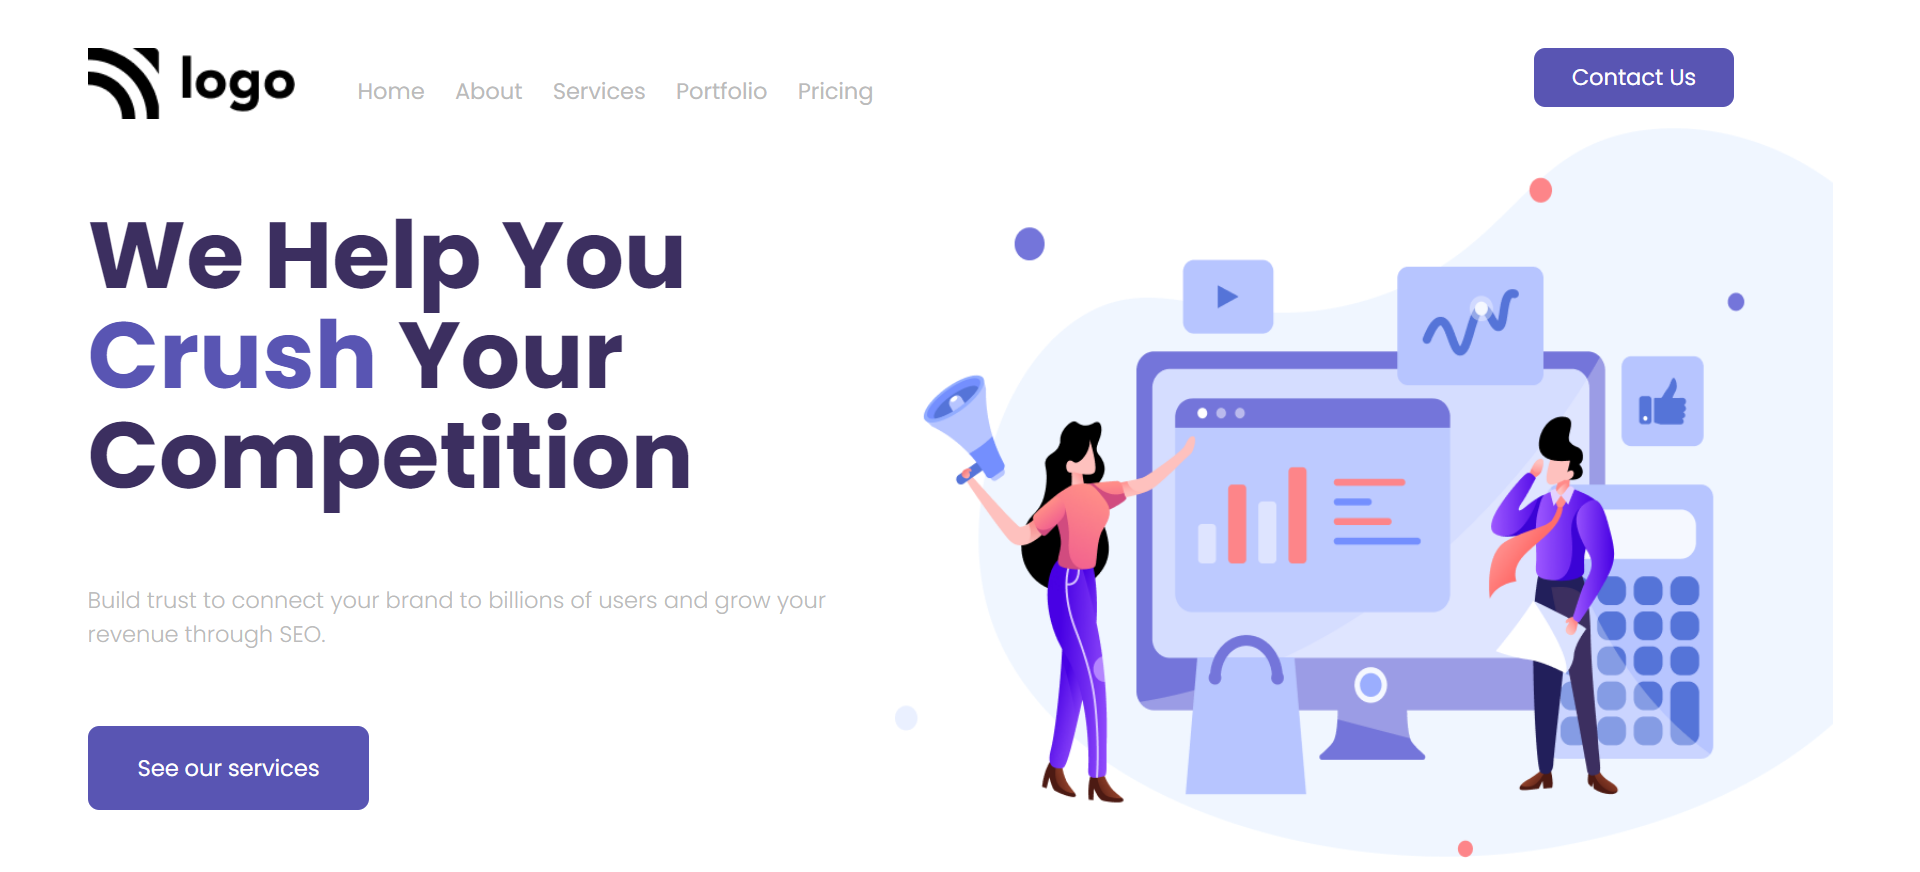 logo
Home About Services Portfolio Pricing
Contact Us
We Help You
Crush Your
Competition
Build trust to connect your brand to billions of users and grow your
revenue through SEO.
See our services